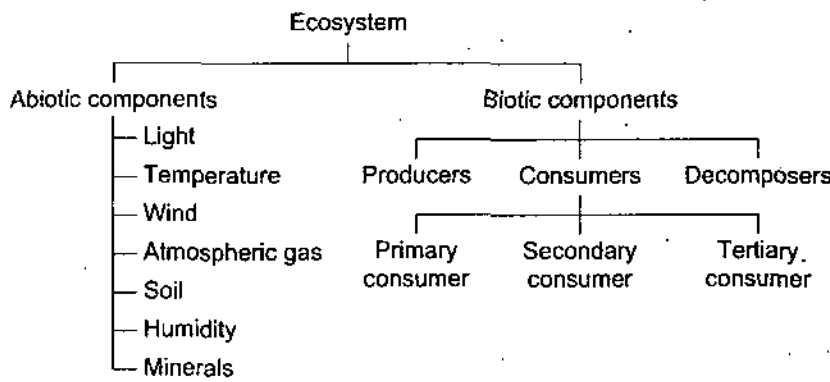 Ecosystem
Abiotic components
Biotic components
Light
Temperature
Wind
Atmospheric gas
Soil
Humidity
Minerals
Producers
Consumers
Decomposers
Primary
consumer
Secondary
consumer
Tertiary
consumer